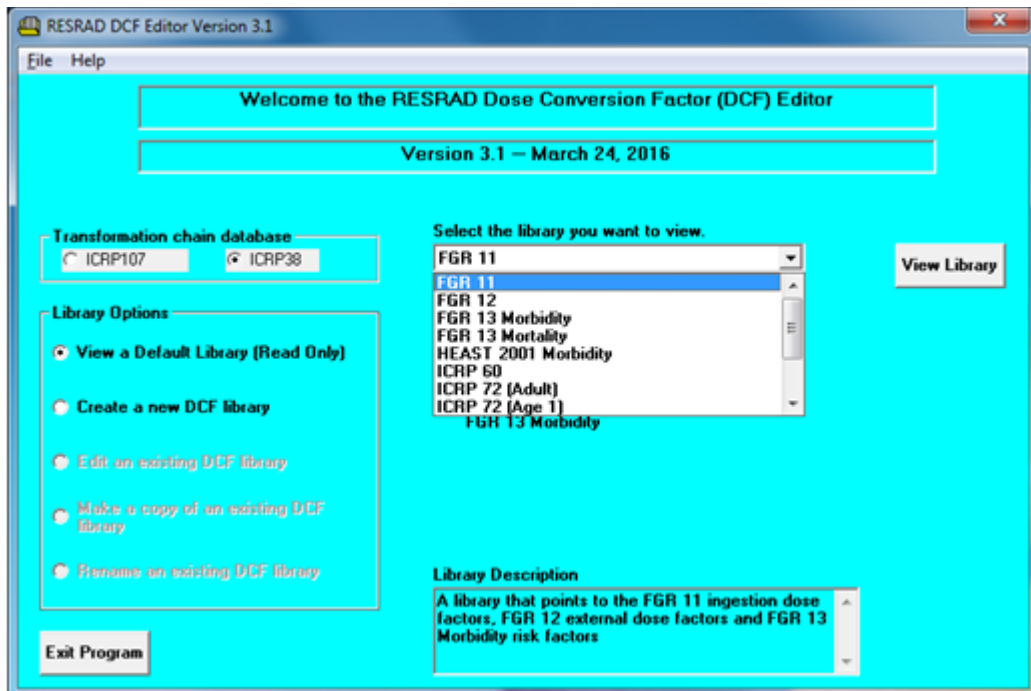 RESRAD DCF Editor Version 3.1
File Help
Welcome to the RESRAD Dose Conversion Factor (DCF) Editor
Version 3.1 — March 24, 2016
Transformation chain database
ICRP107 ICRP38
Select the library you want to view.
FGR 11
View Library
FGR 11
FGR 12
FGR 13 Morbidity
FGR 13 Mortality
HEAST 2001 Morbidity
ICRP 60
ICRP 72 (Adult)
ICRP 72 (Age 1)
FGR 13 Morbidity
Library Options
View a Default Library (Read Only)
Create a new DCF library
Edit an existing DCF library
Make a copy of an existing DCF
library
Rename an existing DCF library
Library Description
A library that points to the FGR 11 ingestion dose
factors, FGR 12 external dose factors and FGR 13
Morbidity risk factors
Exit Program